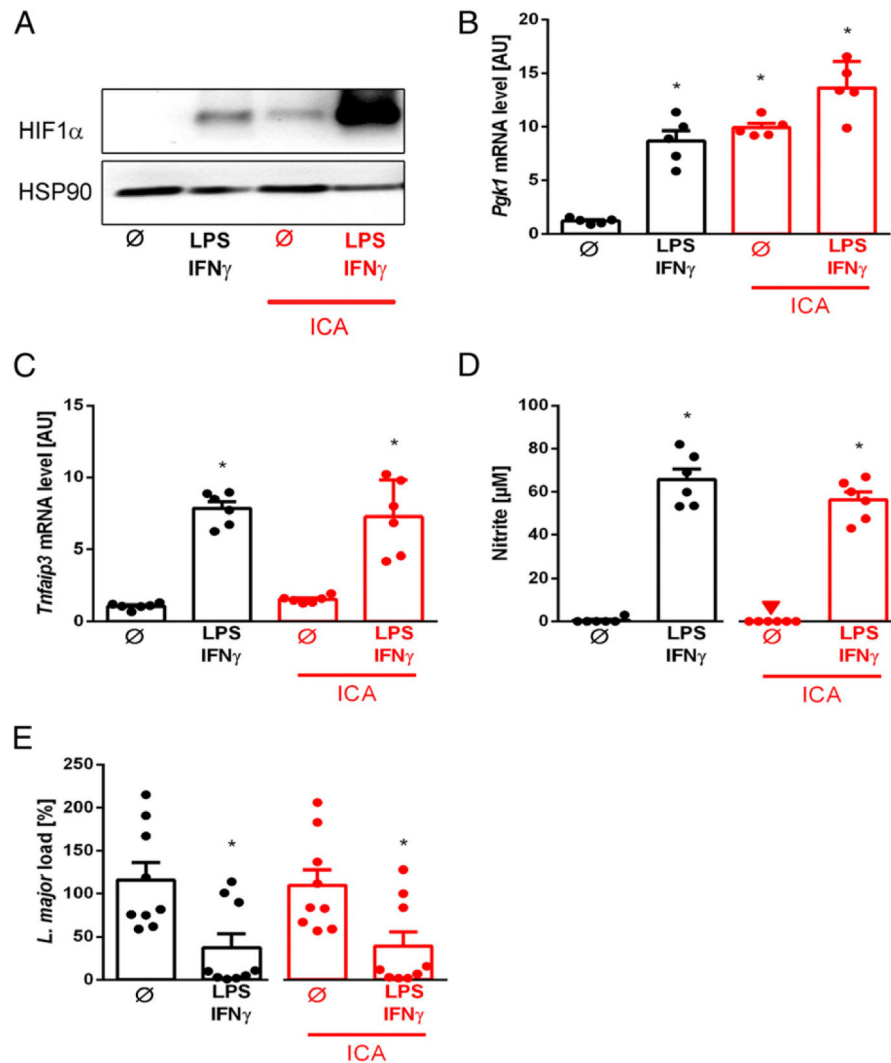 A
HIF1α
HSP90
∅ LPS IFNγ ∅ LPS IFNγ
ICA
B
Pgk1 mRNA level [AU]
20
15
10
5
0
* * *
∅ LPS IFNγ ∅ LPS IFNγ
ICA
C
Tnfaip3 mRNA level [AU]
15
10
5
0
* *
∅ LPS IFNγ ∅ LPS IFNγ
ICA
D
Nitrite [µM]
100
80
60
40
20
0
* *
∅ LPS IFNγ ∅ LPS IFNγ
ICA
E
L. major load [%]
250
200
150
100
50
0
* *
∅ LPS IFNγ ∅ LPS IFNγ
ICA